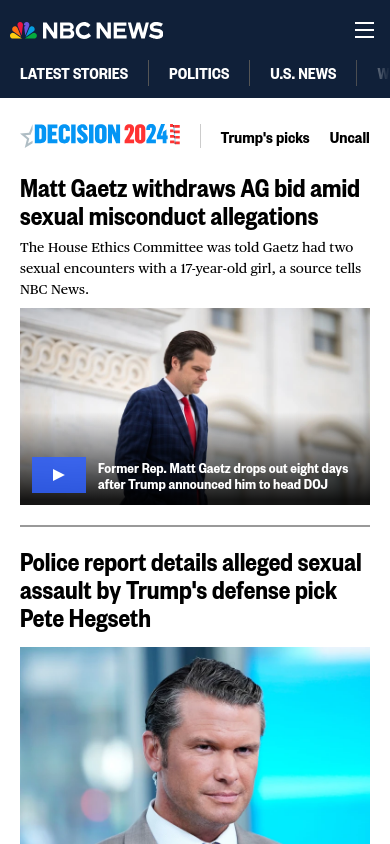 NBC NEWS
LATEST STORIES
POLITICS
U.S. NEWS
DECISION 2024
Trump's picks
Uncall
Matt Gaetz withdraws AG bid amid
sexual misconduct allegations
The House Ethics Committee was told Gaetz had two
sexual encounters with a 17-year-old girl, a source tells
NBC News.
Former Rep. Matt Gaetz drops out eight days
after Trump announced him to head DOJ
Police report details alleged sexual
assault by Trump's defense pick
Pete Hegseth